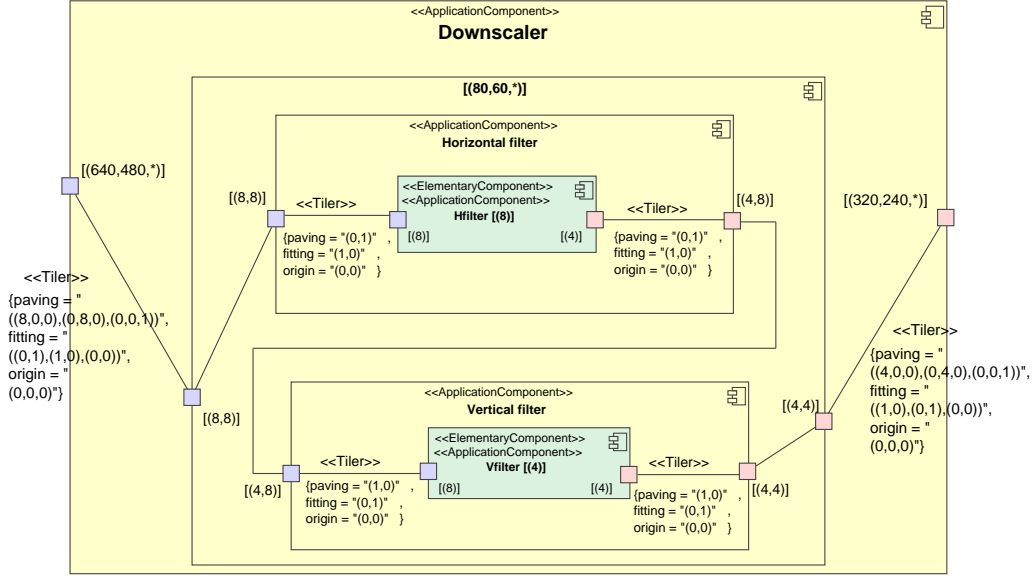 <<ApplicationComponent>>
Downscaler
[(80,60,*)]
<<ApplicationComponent>>
Horizontal filter
[(640,480,*)]
<<ElementaryComponent>>
<<ApplicationComponent>>
Hfilter [(8)]
[(8)]
[(4)]
[(8,8)]
<<Tiler>>
{paving = "(0,1)"   ,
fitting = "(1,0)"   ,
origin = "(0,0)"   }
<<Tiler>>
[(4,8)]
{paving = "(0,1)"   ,
fitting = "(1,0)"   ,
origin = "(0,0)"   }
[(320,240,*)]
<<Tiler>>
{paving = "
((8,0,0),(0,8,0),(0,0,1))",
fitting = "
((0,1),(1,0),(0,0))",
origin = "
(0,0,0)"}
<<Tiler>>
{paving = "
((4,0,0),(0,4,0),(0,0,1))",
fitting = "
((1,0),(0,1),(0,0))",
origin = "
(0,0,0)"}
[(8,8)]
[(4,4)]
<<ApplicationComponent>>
Vertical filter
<<ElementaryComponent>>
<<ApplicationComponent>>
Vfilter [(4)]
[(8)]
[(4)]
[(4,8)]
<<Tiler>>
{paving = "(1,0)"   ,
fitting = "(0,1)"   ,
origin = "(0,0)"   }
<<Tiler>>
[(4,4)]
{paving = "(1,0)"   ,
fitting = "(0,1)"   ,
origin = "(0,0)"   }